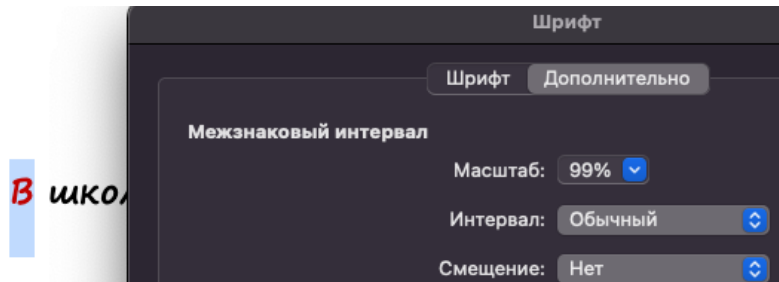 Шрифт
Шрифт Дополнительно
Межзнаковый интервал
Масштаб: 99%
В
Интервал: Обычный
Смещение: Нет